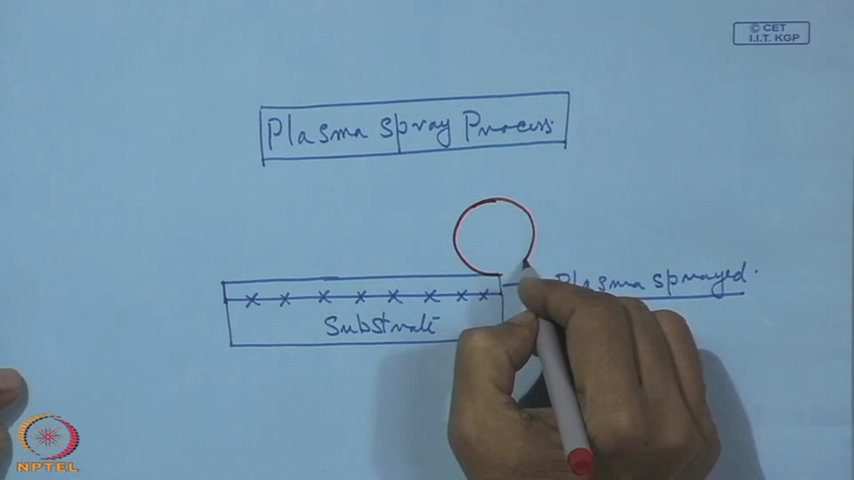 © CET
I.I.T. KGP
Plasma Spray Process.
Plasma sprayed.
x x x x x x x x
Substrate
NPTEL